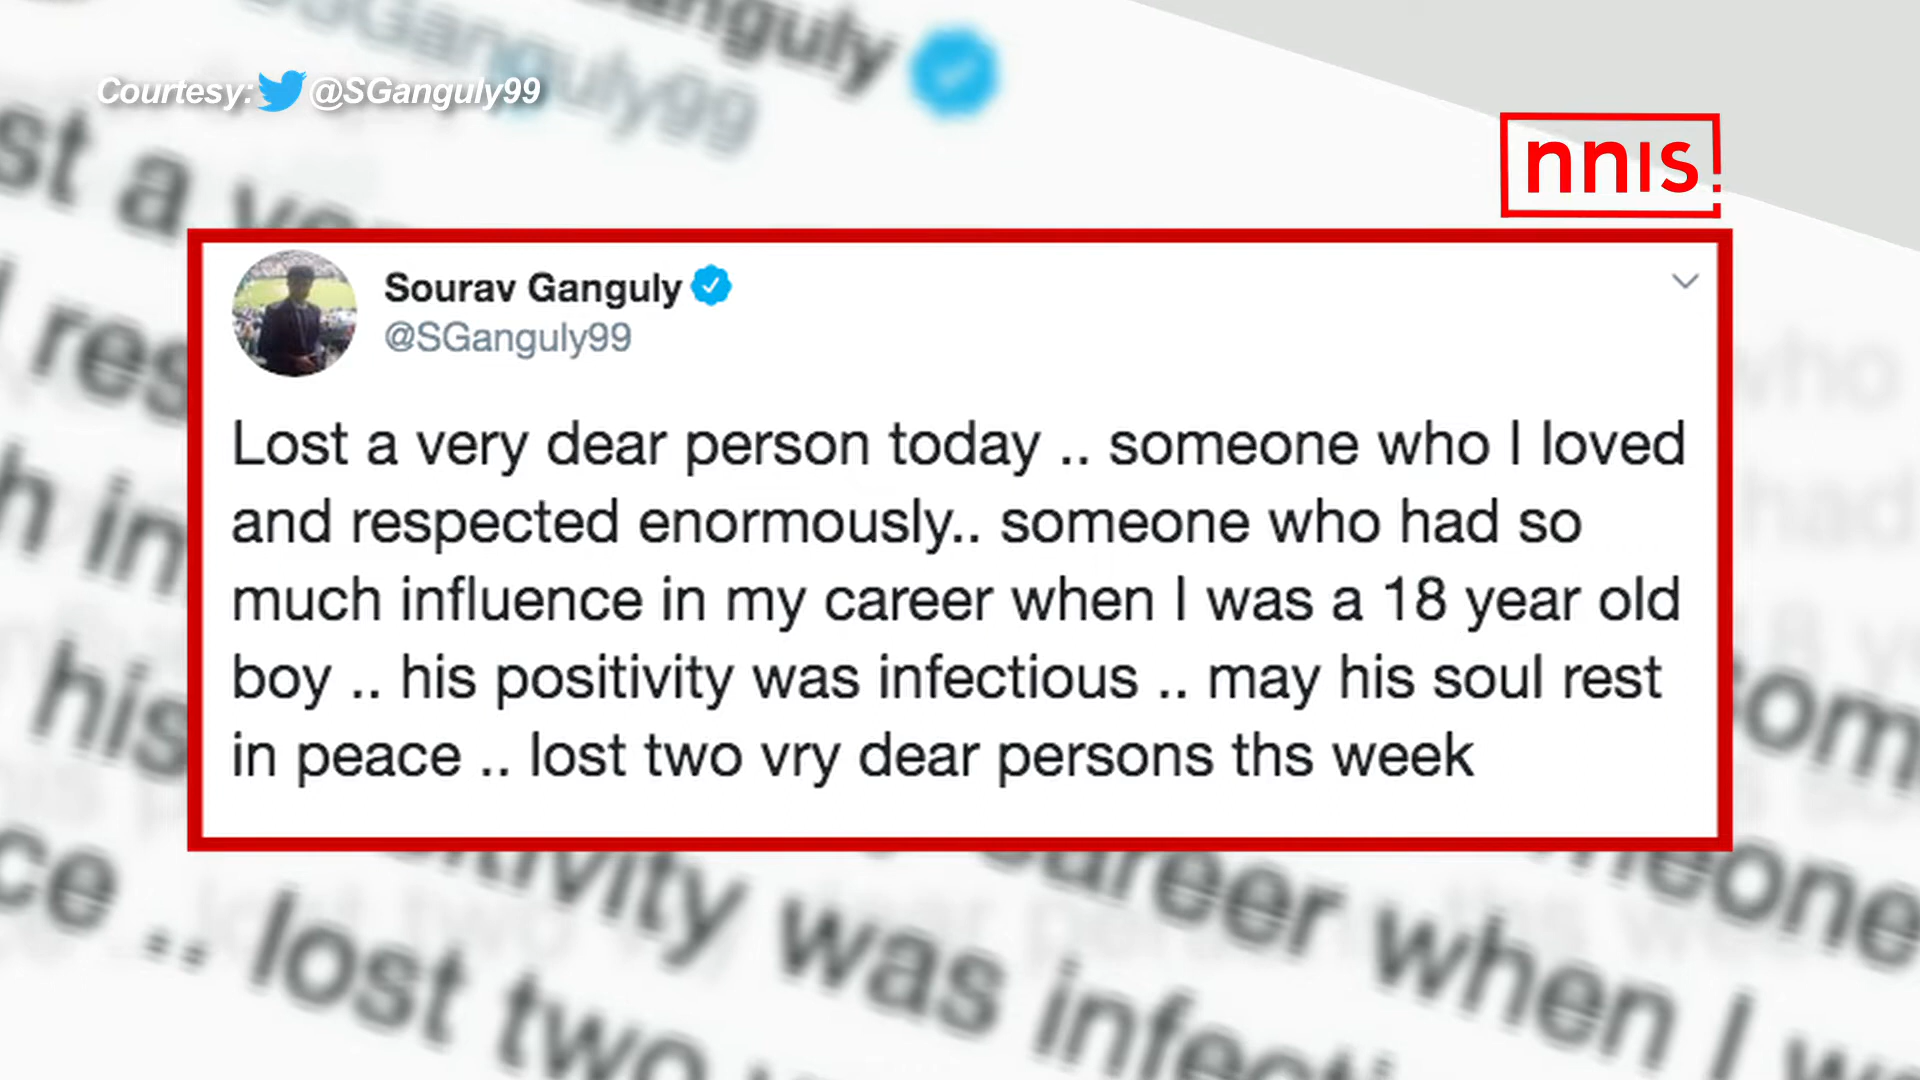 Courtesy: @SGanguly99
nnis
Sourav Ganguly
@SGanguly99
Lost a very dear person today .. someone who I loved
and respected enormously.. someone who had so
much influence in my career when I was a 18 year old
boy .. his positivity was infectious .. may his soul rest
in peace .. lost two vry dear persons ths week